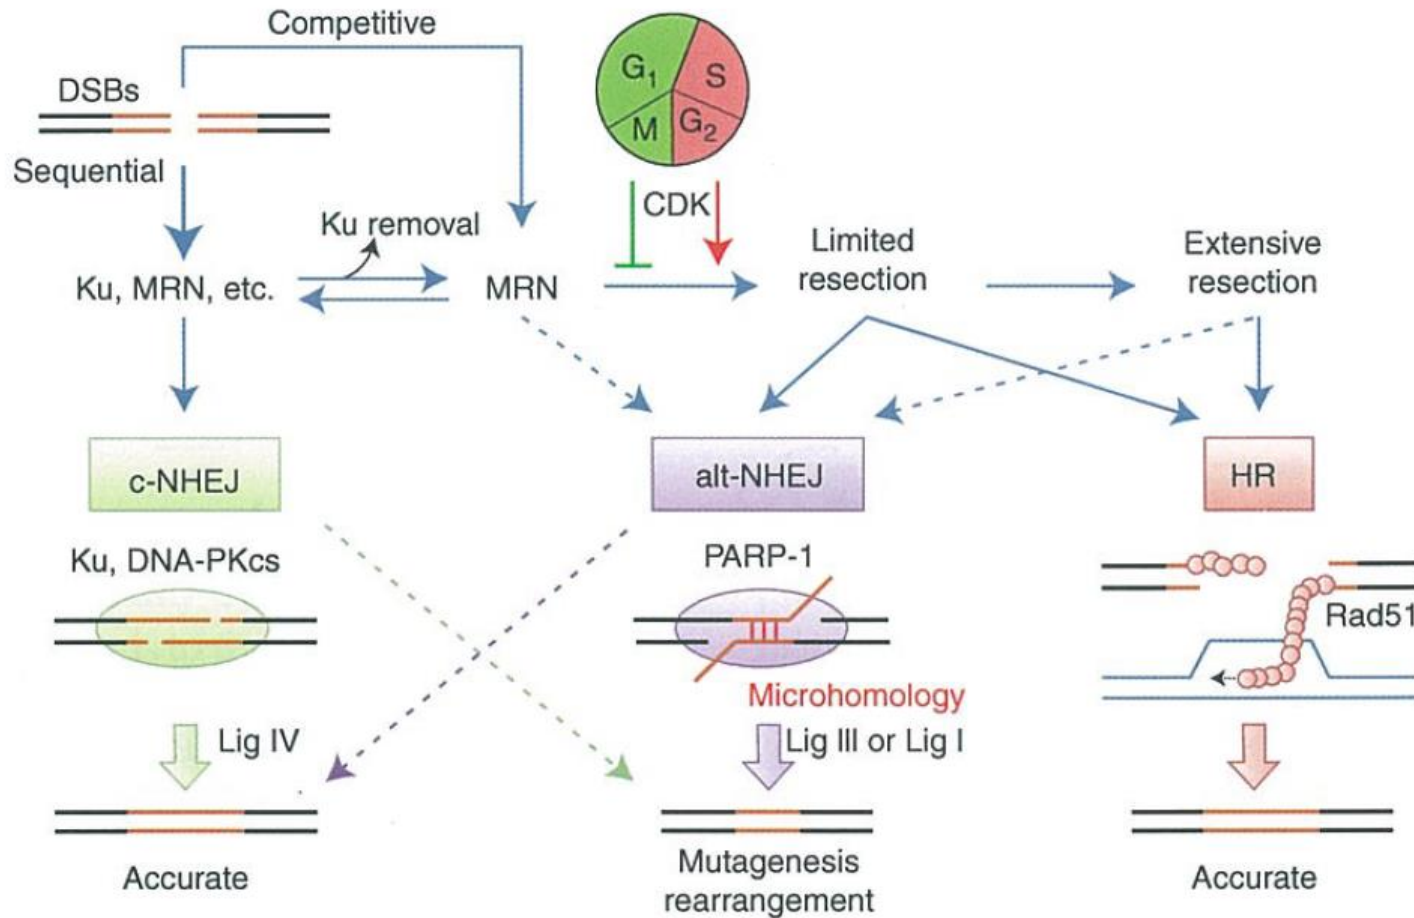 Competitive
DSBs
Sequential
G₁
S
M
G₂
CDK
Ku removal
Ku, MRN, etc.
MRN
Limited
resection
Extensive
resection
c-NHEJ
alt-NHEJ
HR
Ku, DNA-PKcs
PARP-1
Rad51
Microhomology
Lig IV
Lig III or Lig I
Accurate
Mutagenesis
rearrangement
Accurate